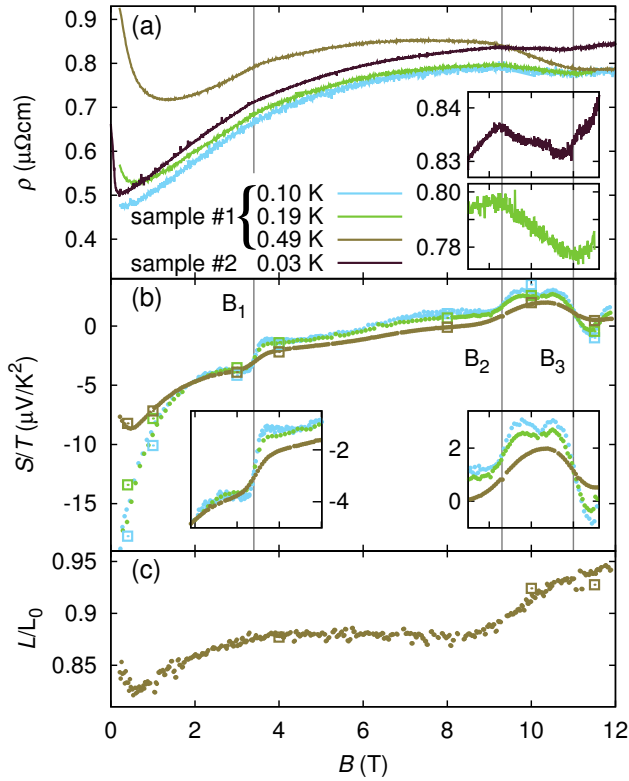 (a)
0.9
0.8
0.7
0.6
0.5
0.4
ρ (μΩcm)
0.84
0.83
0.80
0.78
sample #1 {
0.10 K
0.19 K
0.49 K
sample #2 0.03 K
(b)
B1
B2
B3
0
-5
-10
-15
S/T (μV/K²)
-2
-4
2
0
(c)
0.95
0.9
0.85
L/L₀
0 2 4 6 8 10 12
B (T)